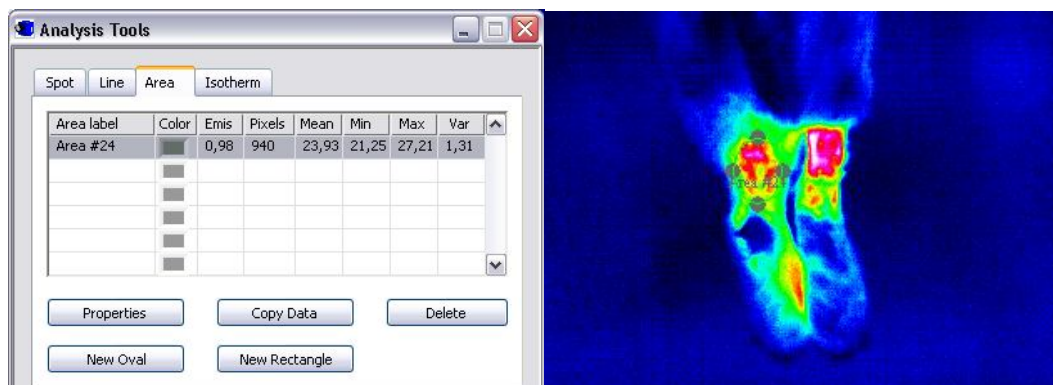 Analysis Tools
Spot Line Area Isotherm
Area label Color Emis Pixels Mean Min Max Var
Area #24 0,98 940 23,93 21,25 27,21 1,31
Properties Copy Data Delete
New Oval New Rectangle
#24